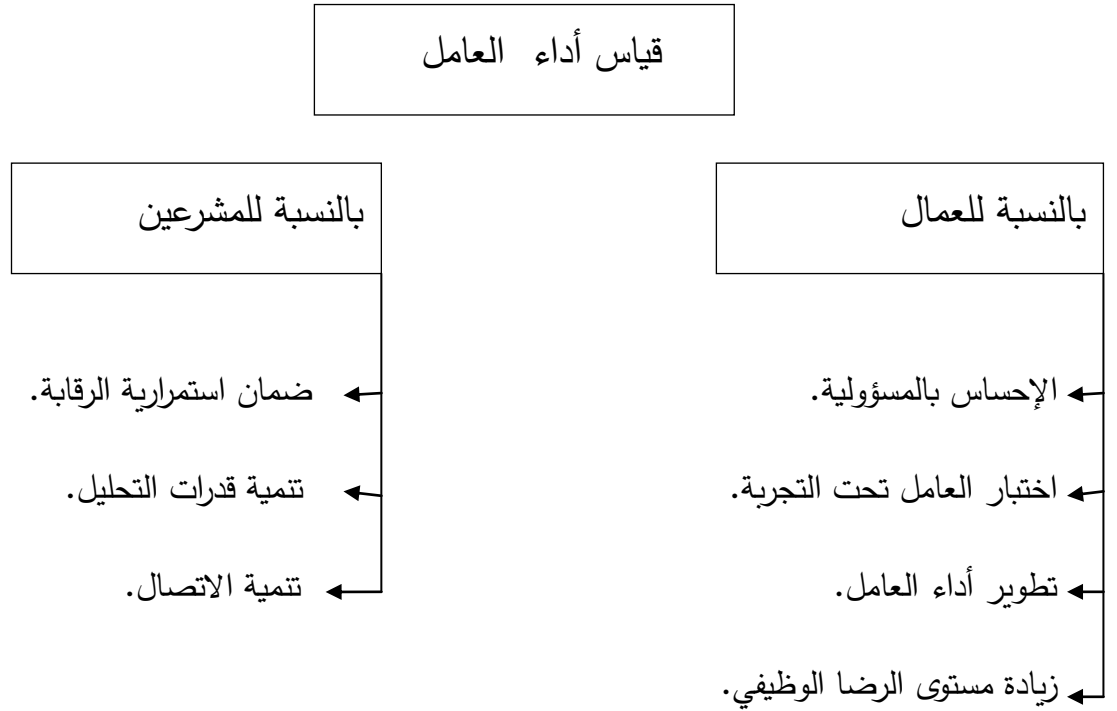 قياس أداء العامل
بالنسبة للعمال
بالنسبة للمشرعين
الإحساس بالمسؤولية.
ضمان استمرارية الرقابة.
اختبار العامل تحت التجربة.
تنمية قدرات التحليل.
تطوير أداء العامل.
تنمية الاتصال.
زيادة مستوى الرضا الوظيفي.